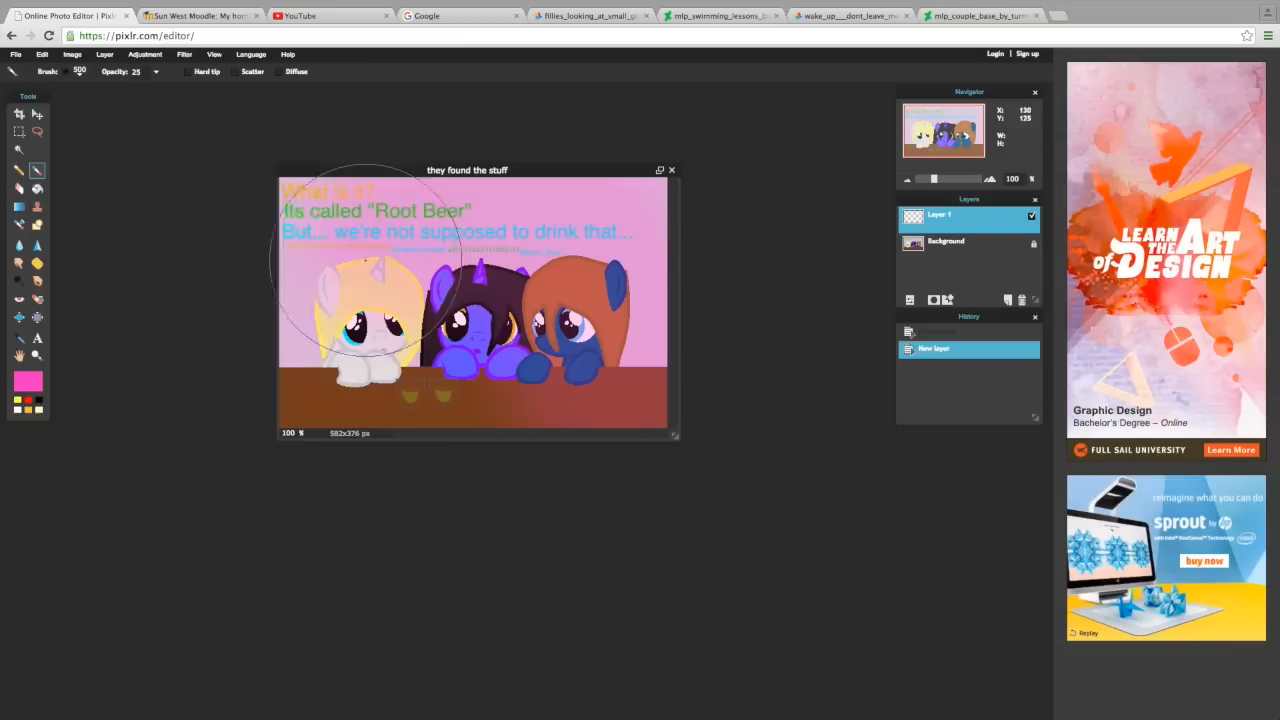 Online Photo Editor | Pixlr
Sun West Moodle: My hom
YouTube
Google
fillies_looking_at_small_gi
mlp_swimming_lessons_b
wake_up___dont_leave_m
mlp_couple_base_by_turm
https://pixlr.com/editor/
File Edit Image Layer Adjustment Filter View Language Help
Login Sign up
Brush: 500 Opacity: 25 Hard tip Scatter Diffuse
Tools
they found the stuff
What is it?
Its called "Root Beer"
But... we're not supposed to drink that...
100 % 582x376 px
Navigator
X: 130
Y: 125
W:
H:
100 %
Layers
Layer 1
Background
History
New layer
LEARN THE ART
of DESIGN
Graphic Design
Bachelor's Degree – Online
FULL SAIL UNIVERSITY Learn More
reimagine what you can do
sprout by hp
buy now
Replay